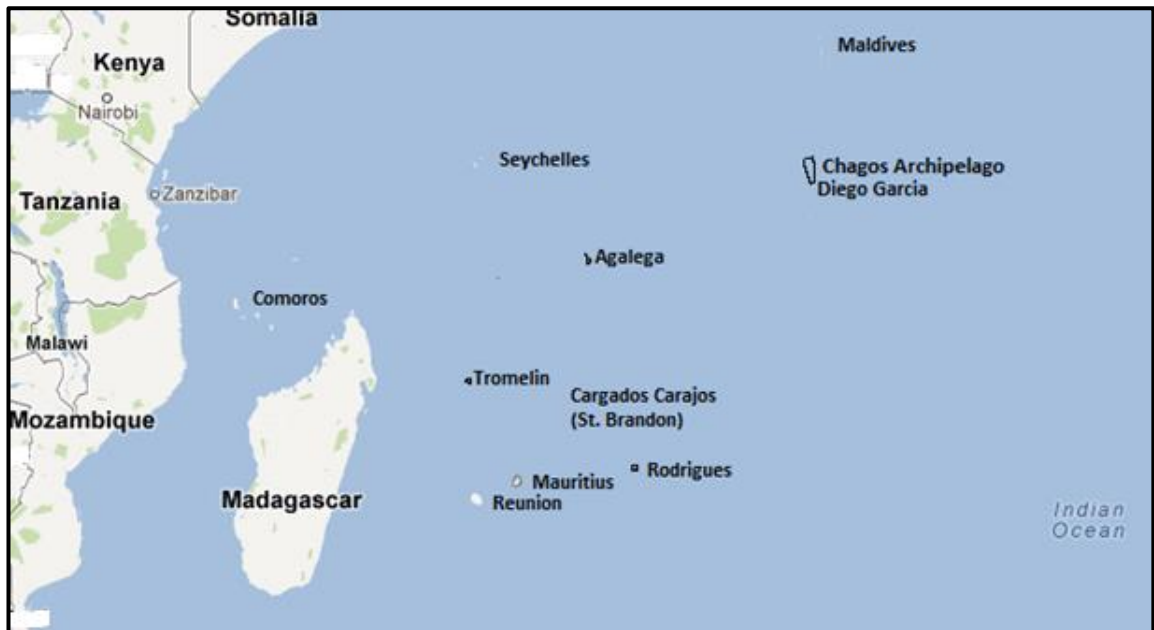 Somalia
Maldives
Kenya
Nairobi
Seychelles
Chagos Archipelago
Diego Garcia
Zanzibar
Tanzania
Agalega
Comoros
Malawi
Tromelin
Cargados Carajos
(St. Brandon)
Mozambique
Rodrigues
Mauritius
Madagascar
Reunion
Indian
Ocean